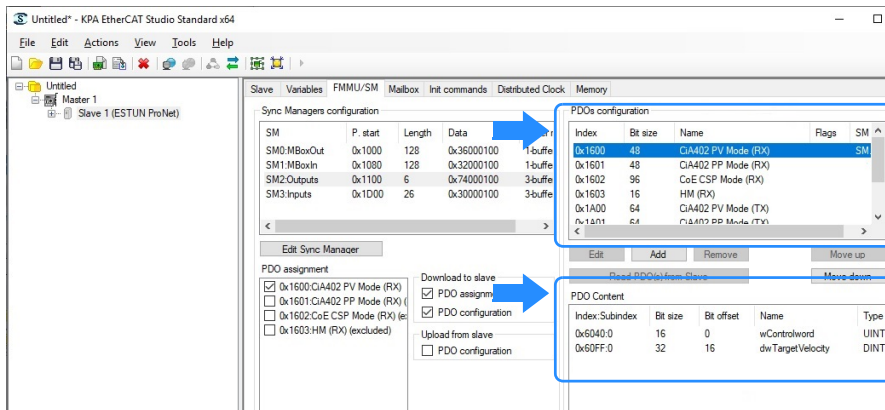 Untitled* - KPA EtherCAT Studio Standard x64
File Edit Actions View Tools Help
Untitled
Master 1
Slave 1 (ESTUN ProNet)
Slave Variables FMMU/SM Mailbox Init commands Distributed Clock Memory
Sync Managers configuration
SM P. start Length Data
SM0:MBoxOut 0x1000 128 0x36000100 1-buffe
SM1:MBoxIn 0x1080 128 0x32000100 1-buffe
SM2:Outputs 0x1100 6 0x74000100 3-buffe
SM3:Inputs 0x1D00 26 0x30000100 3-buffe
Edit Sync Manager
PDO assignment
0x1600:CiA402 PV Mode (RX)
0x1601:CiA402 PP Mode (RX) (
0x1602:CoE CSP Mode (RX) (e
0x1603:HM (RX) (excluded)
Download to slave
PDO assignme
PDO configuration
Upload from slave
PDO configuration
PDOs configuration
Index Bit size Name Flags SM
0x1600 48 CiA402 PV Mode (RX) SM
0x1601 48 CiA402 PP Mode (RX)
0x1602 96 CoE CSP Mode (RX)
0x1603 16 HM (RX)
0x1A00 64 CiA402 PV Mode (TX)
0x1A01 64 CiA402 PP Mode (TX)
Edit Add Remove Move up
Read PDO(s) from Slave Move down
PDO Content
Index:Subindex Bit size Bit offset Name Type
0x6040:0 16 0 wControlword UINT
0x60FF:0 32 16 dwTargetVelocity DINT